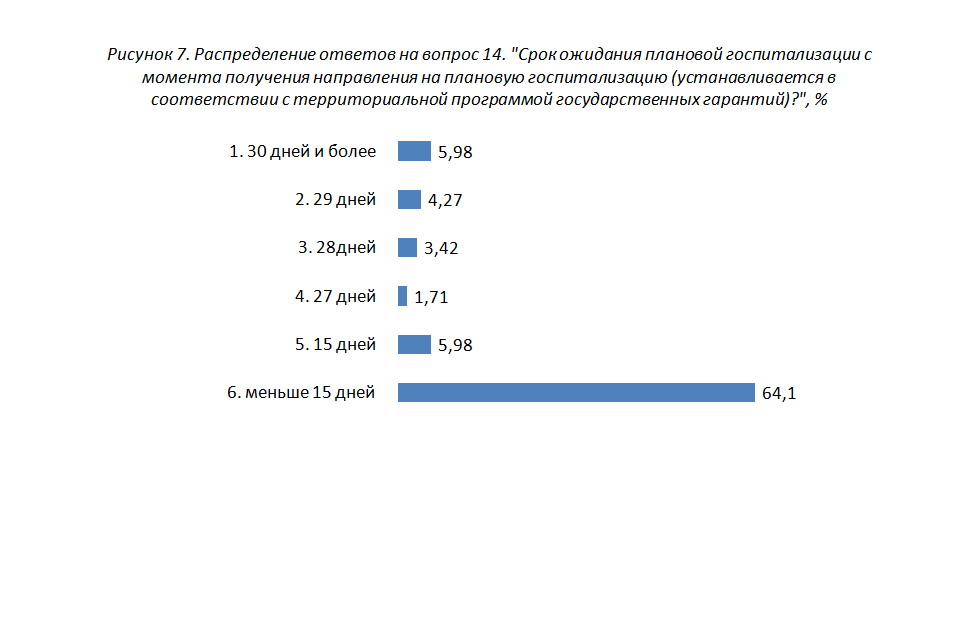 Рисунок 7. Распределение ответов на вопрос 14. "Срок ожидания плановой госпитализации с
момента получения направления на плановую госпитализацию (устанавливается в
соответствии с территориальной программой государственных гарантий)?", %
1. 30 дней и более 5,98
2. 29 дней 4,27
3. 28дней 3,42
4. 27 дней 1,71
5. 15 дней 5,98
6. меньше 15 дней 64,1